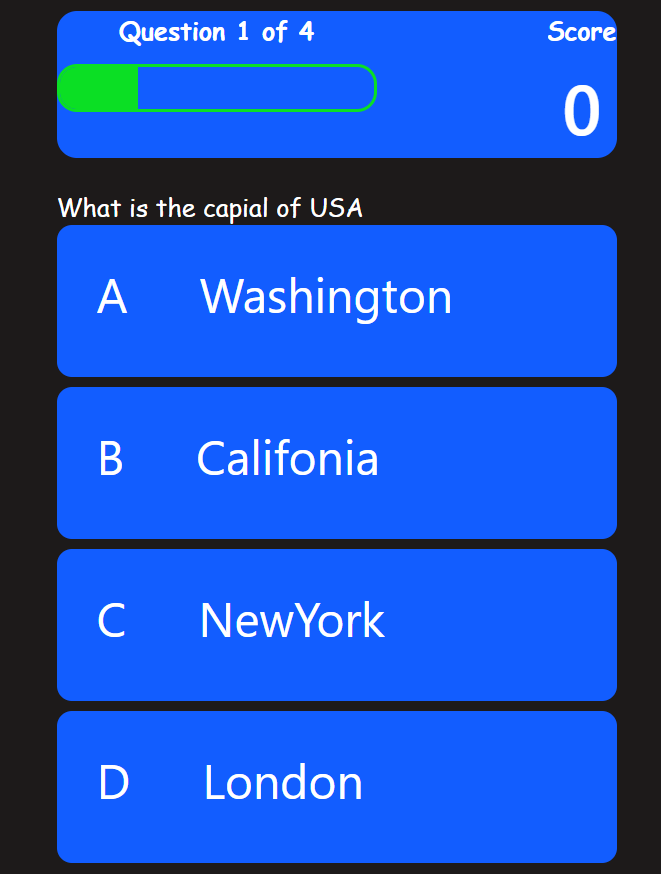 Question 1 of 4
Score
0
What is the capial of USA
A Washington
B Califonia
C NewYork
D London